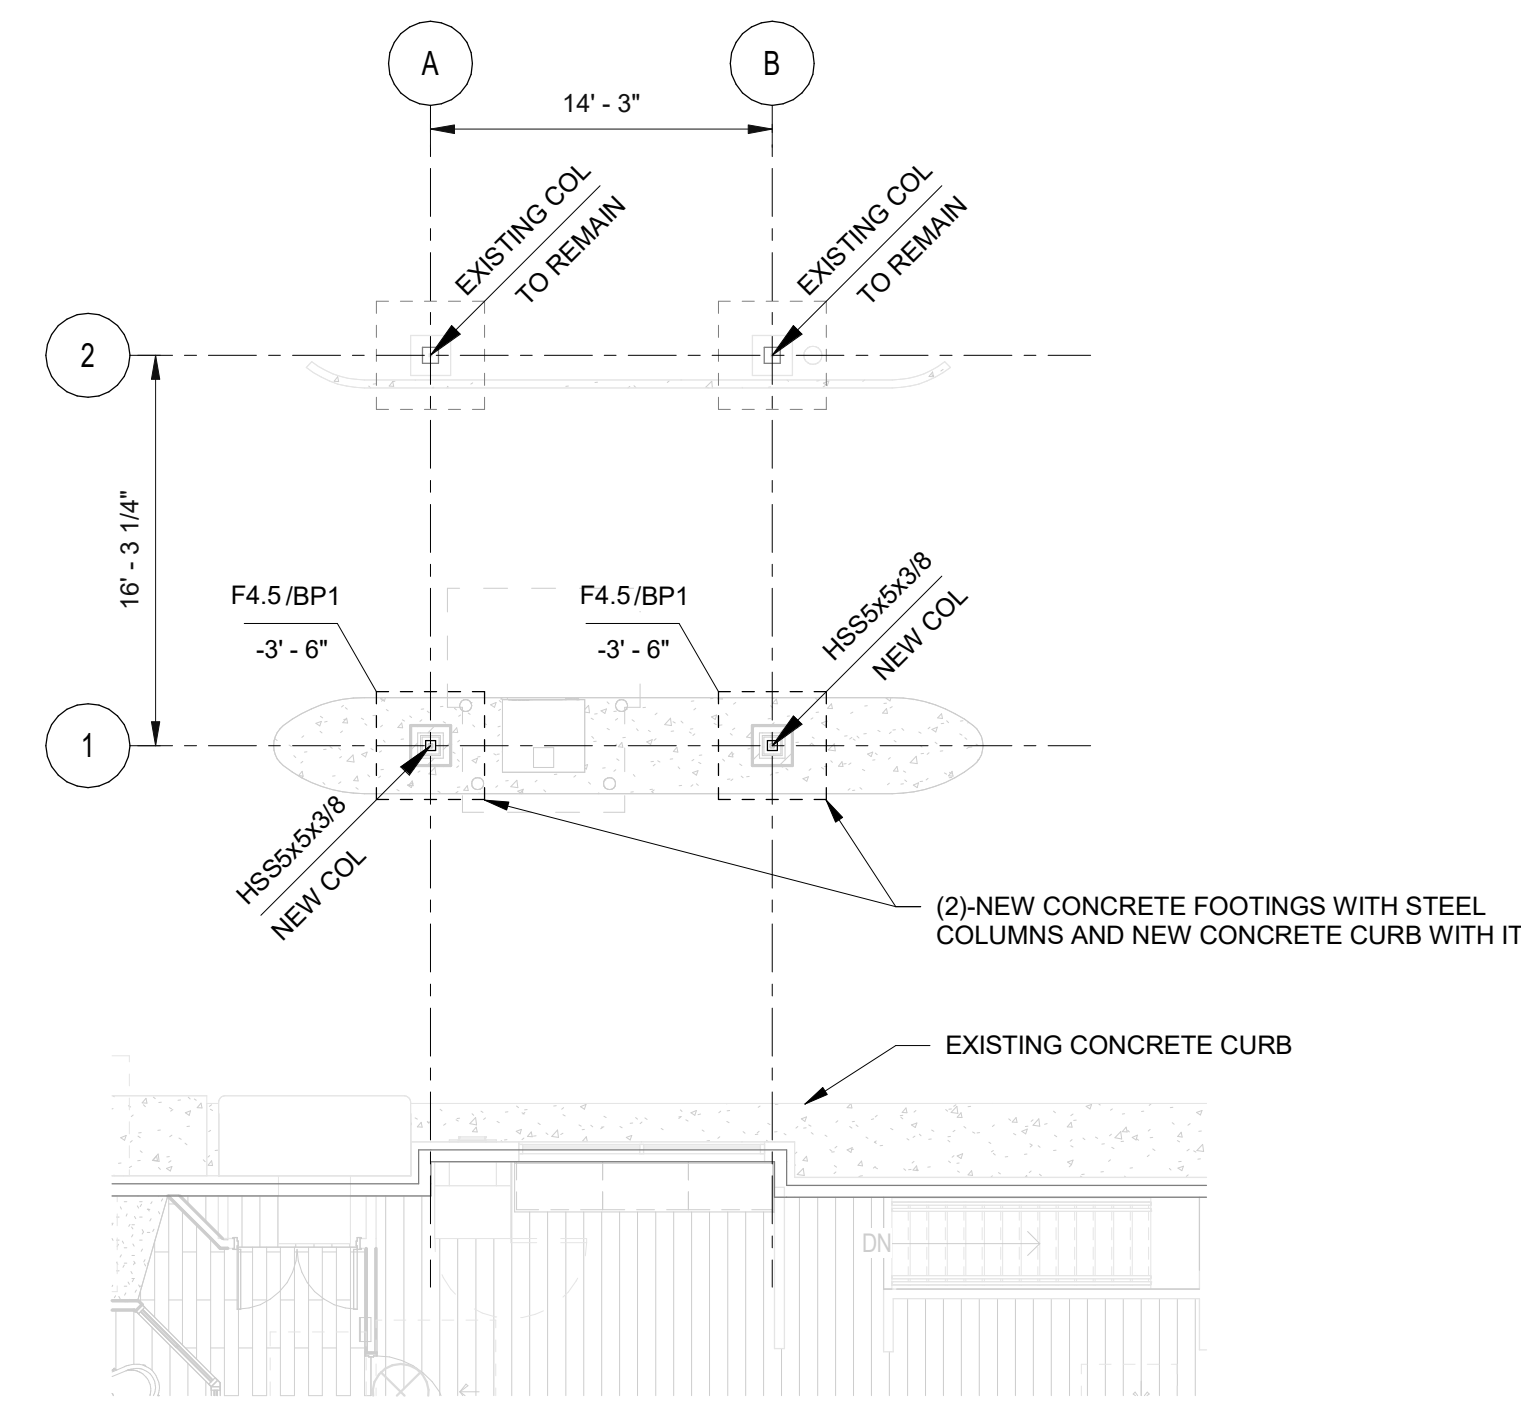 A
B
14' - 3"
EXISTING COL
TO REMAIN
EXISTING COL
TO REMAIN
2
16' - 3 1/4"
F4.5 /BP1
-3' - 6"
F4.5 /BP1
-3' - 6"
HSS5x5x3/8
NEW COL
1
HSS5x5x3/8
NEW COL
(2)-NEW CONCRETE FOOTINGS WITH STEEL
COLUMNS AND NEW CONCRETE CURB WITH IT
EXISTING CONCRETE CURB
DN